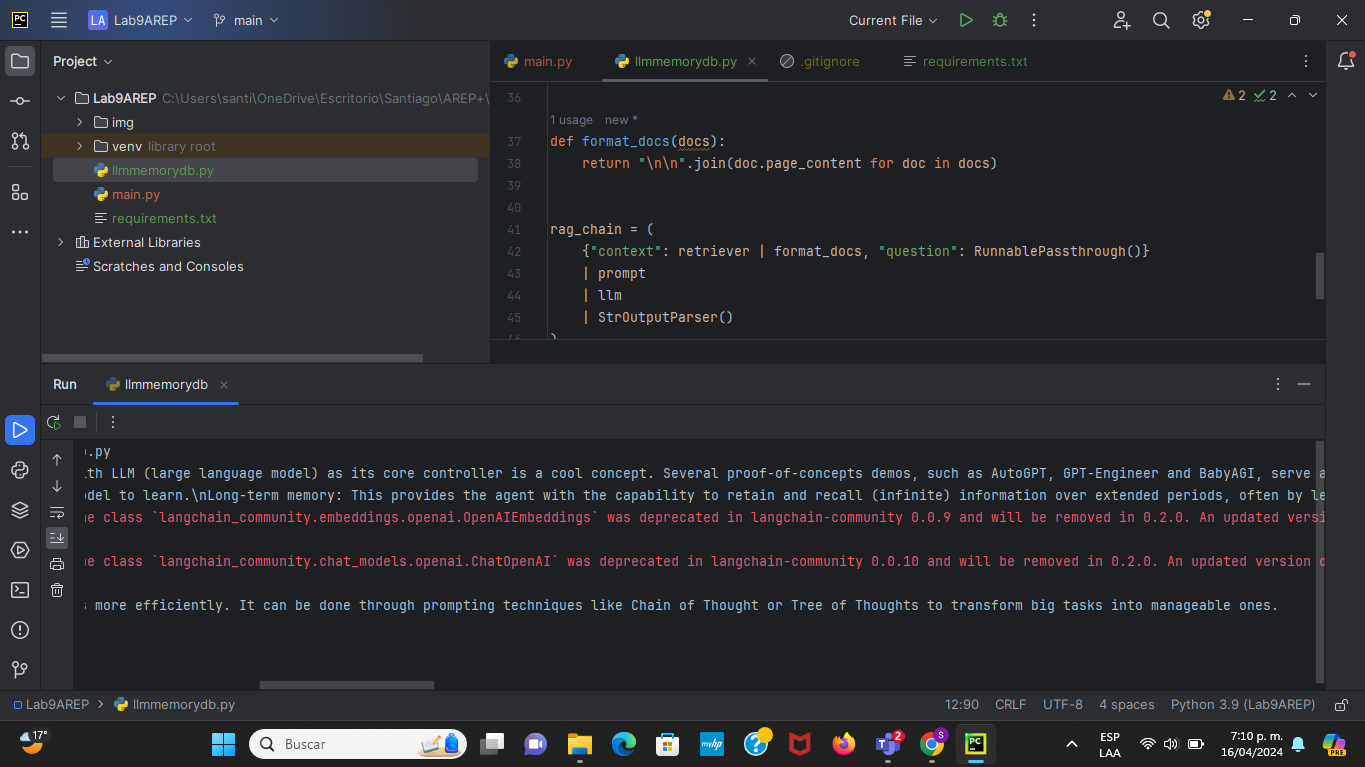 PC
LA Lab9AREP main Current File
Project
main.py llmmemorydb.py .gitignore requirements.txt
Lab9AREP C:\Users\santi\OneDrive\Escritorio\Santiago\AREP+\
img
venv library root
llmmemorydb.py
main.py
requirements.txt
External Libraries
Scratches and Consoles
36 2 2
1 usage new *
37 def format_docs(docs):
38 return "\n\n".join(doc.page_content for doc in docs)
39
40
41 rag_chain = (
42 {"context": retriever | format_docs, "question": RunnablePassthrough()}
43 | prompt
44 | llm
45 | StrOutputParser()
Run llmmemorydb
.py
ith LLM (large language model) as its core controller is a cool concept. Several proof-of-concepts demos, such as AutoGPT, GPT-Engineer and BabyAGI, serve a
odel to learn.\nLong-term memory: This provides the agent with the capability to retain and recall (infinite) information over extended periods, often by le
he class `langchain_community.embeddings.openai.OpenAIEmbeddings` was deprecated in langchain-community 0.0.9 and will be removed in 0.2.0. An updated versi
he class `langchain_community.chat_models.openai.ChatOpenAI` was deprecated in langchain-community 0.0.10 and will be removed in 0.2.0. An updated version o
s more efficiently. It can be done through prompting techniques like Chain of Thought or Tree of Thoughts to transform big tasks into manageable ones.
Lab9AREP llmmemorydb.py 12:90 CRLF UTF-8 4 spaces Python 3.9 (Lab9AREP)
17°
Buscar
myhp
2
S
PC
ESP
LAA
7:10 p. m.
16/04/2024
PRE